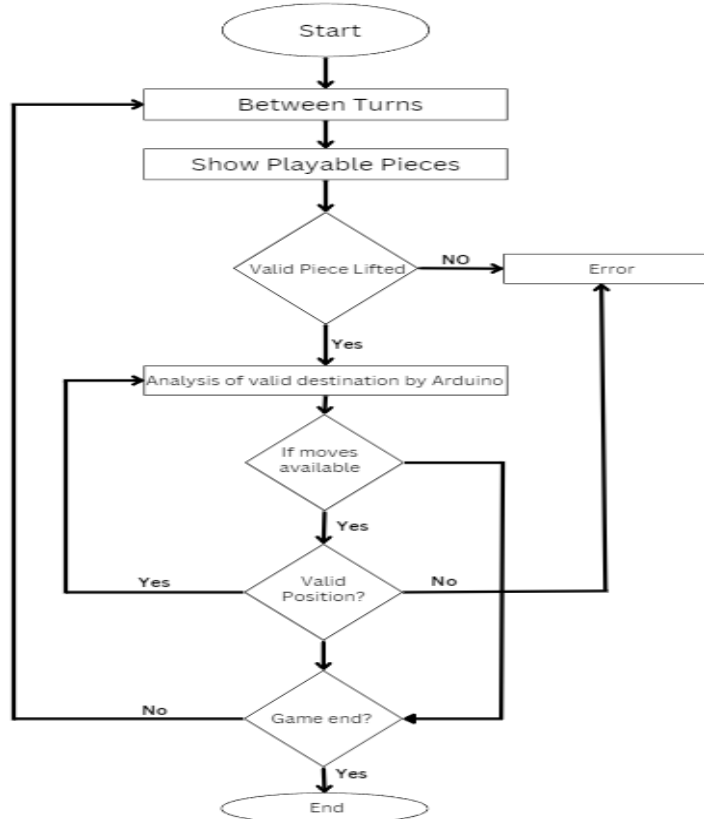 Start
Between Turns
Show Playable Pieces
Valid Piece Lifted
NO
Error
Yes
Analysis of valid destination by Arduino
If moves
available
Yes
Yes
Valid
Position?
No
No
Game end?
Yes
End